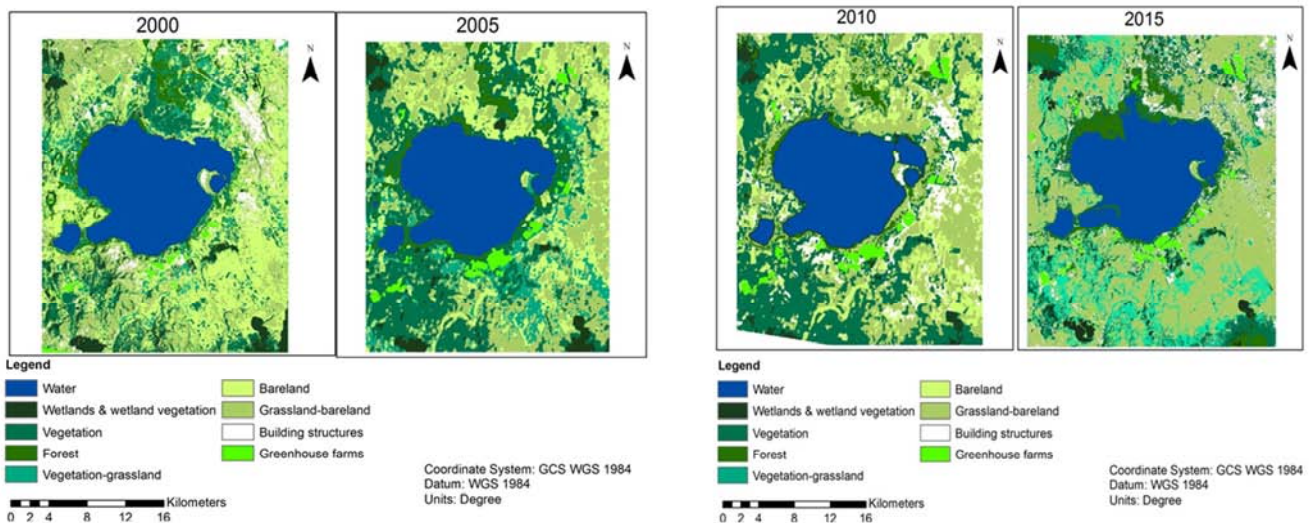 2000
2005
N
N
Legend
Water
Wetlands & wetland vegetation
Vegetation
Forest
Vegetation-grassland
Bareland
Grassland-bareland
Building structures
Greenhouse farms
Coordinate System: GCS WGS 1984
Datum: WGS 1984
Units: Degree
Kilometers
0 2 4 8 12 16
2010
2015
N
N
Legend
Water
Wetlands & wetland vegetation
Vegetation
Forest
Vegetation-grassland
Bareland
Grassland-bareland
Building structures
Greenhouse farms
Coordinate System: GCS WGS 1984
Datum: WGS 1984
Units: Degree
Kilometers
0 2 4 8 12 16